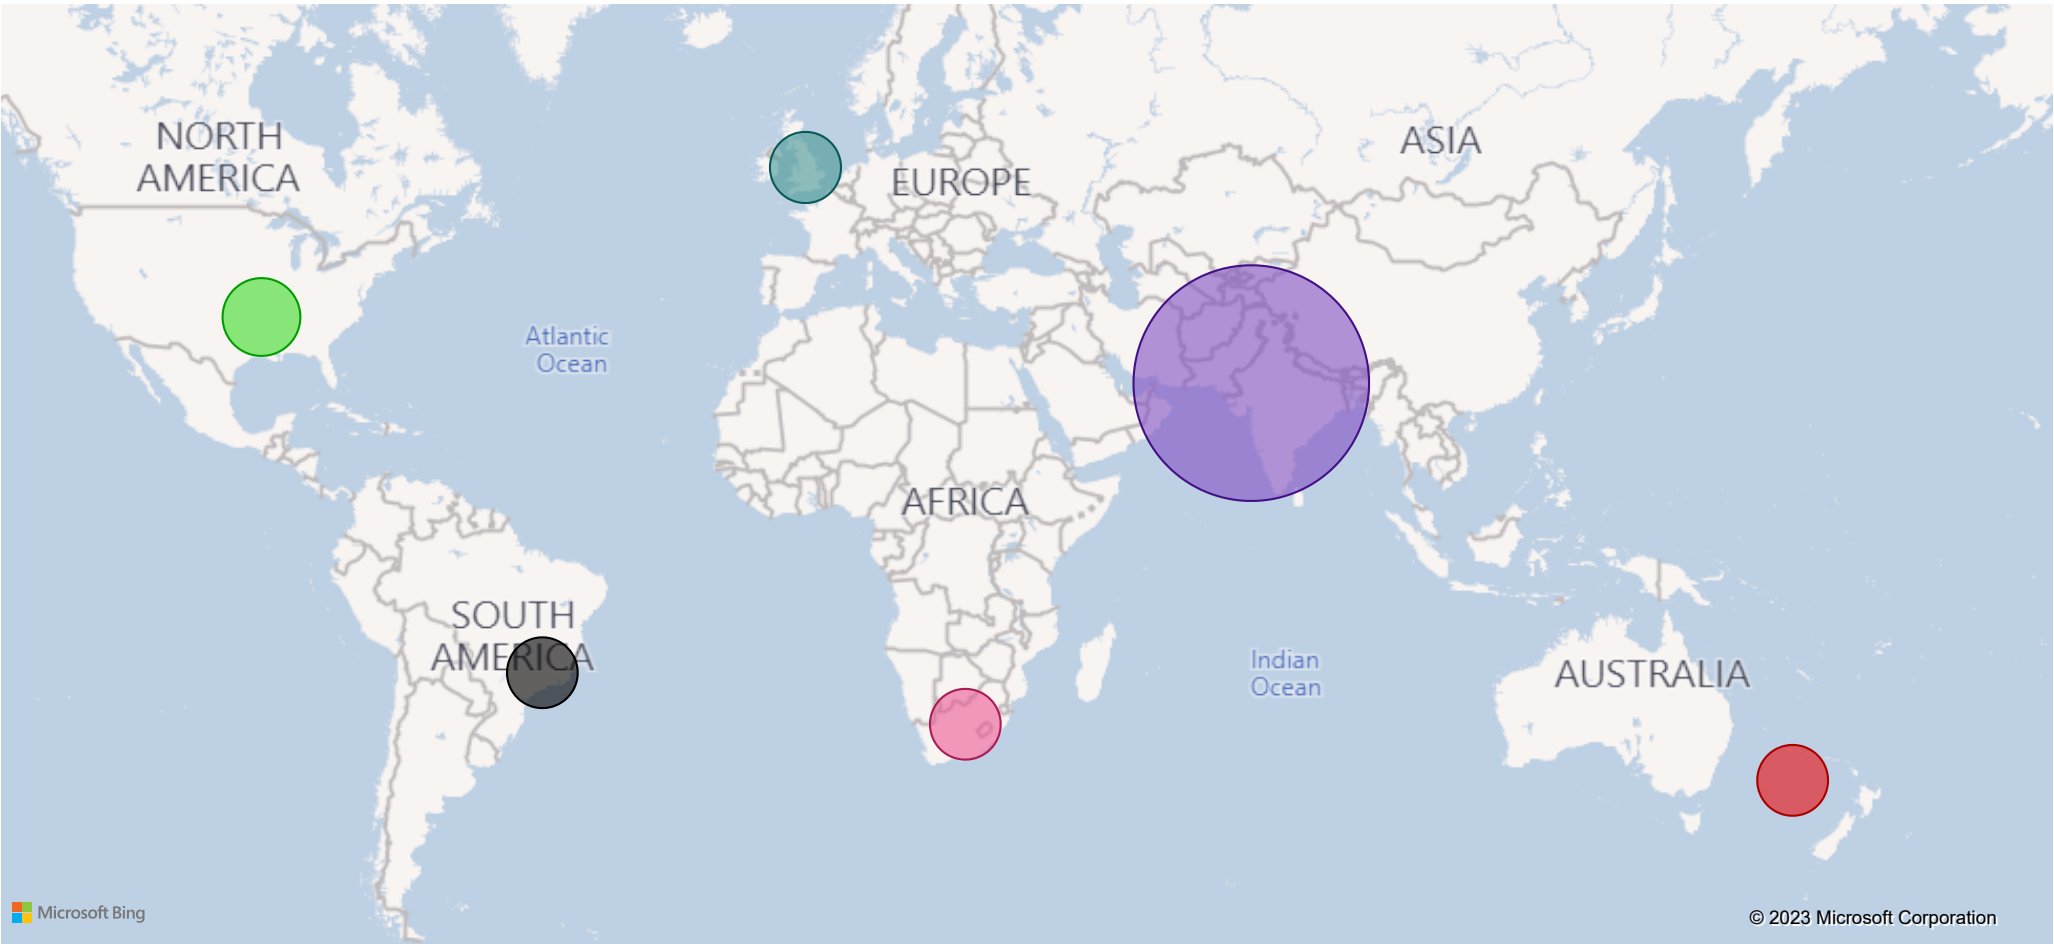 NORTH
AMERICA
EUROPE
ASIA
Atlantic
Ocean
AFRICA
SOUTH
AMERICA
Indian
Ocean
AUSTRALIA
Microsoft Bing
© 2023 Microsoft Corporation